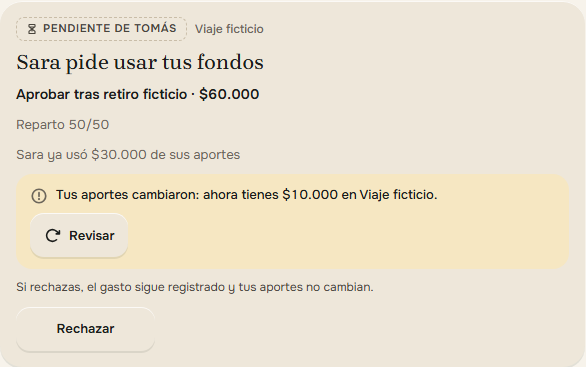 PENDIENTE DE TOMÁS Viaje ficticio
Sara pide usar tus fondos
Aprobar tras retiro ficticio · $60.000
Reparto 50/50
Sara ya usó $30.000 de sus aportes
Tus aportes cambiaron: ahora tienes $10.000 en Viaje ficticio.
Revisar
Si rechazas, el gasto sigue registrado y tus aportes no cambian.
Rechazar